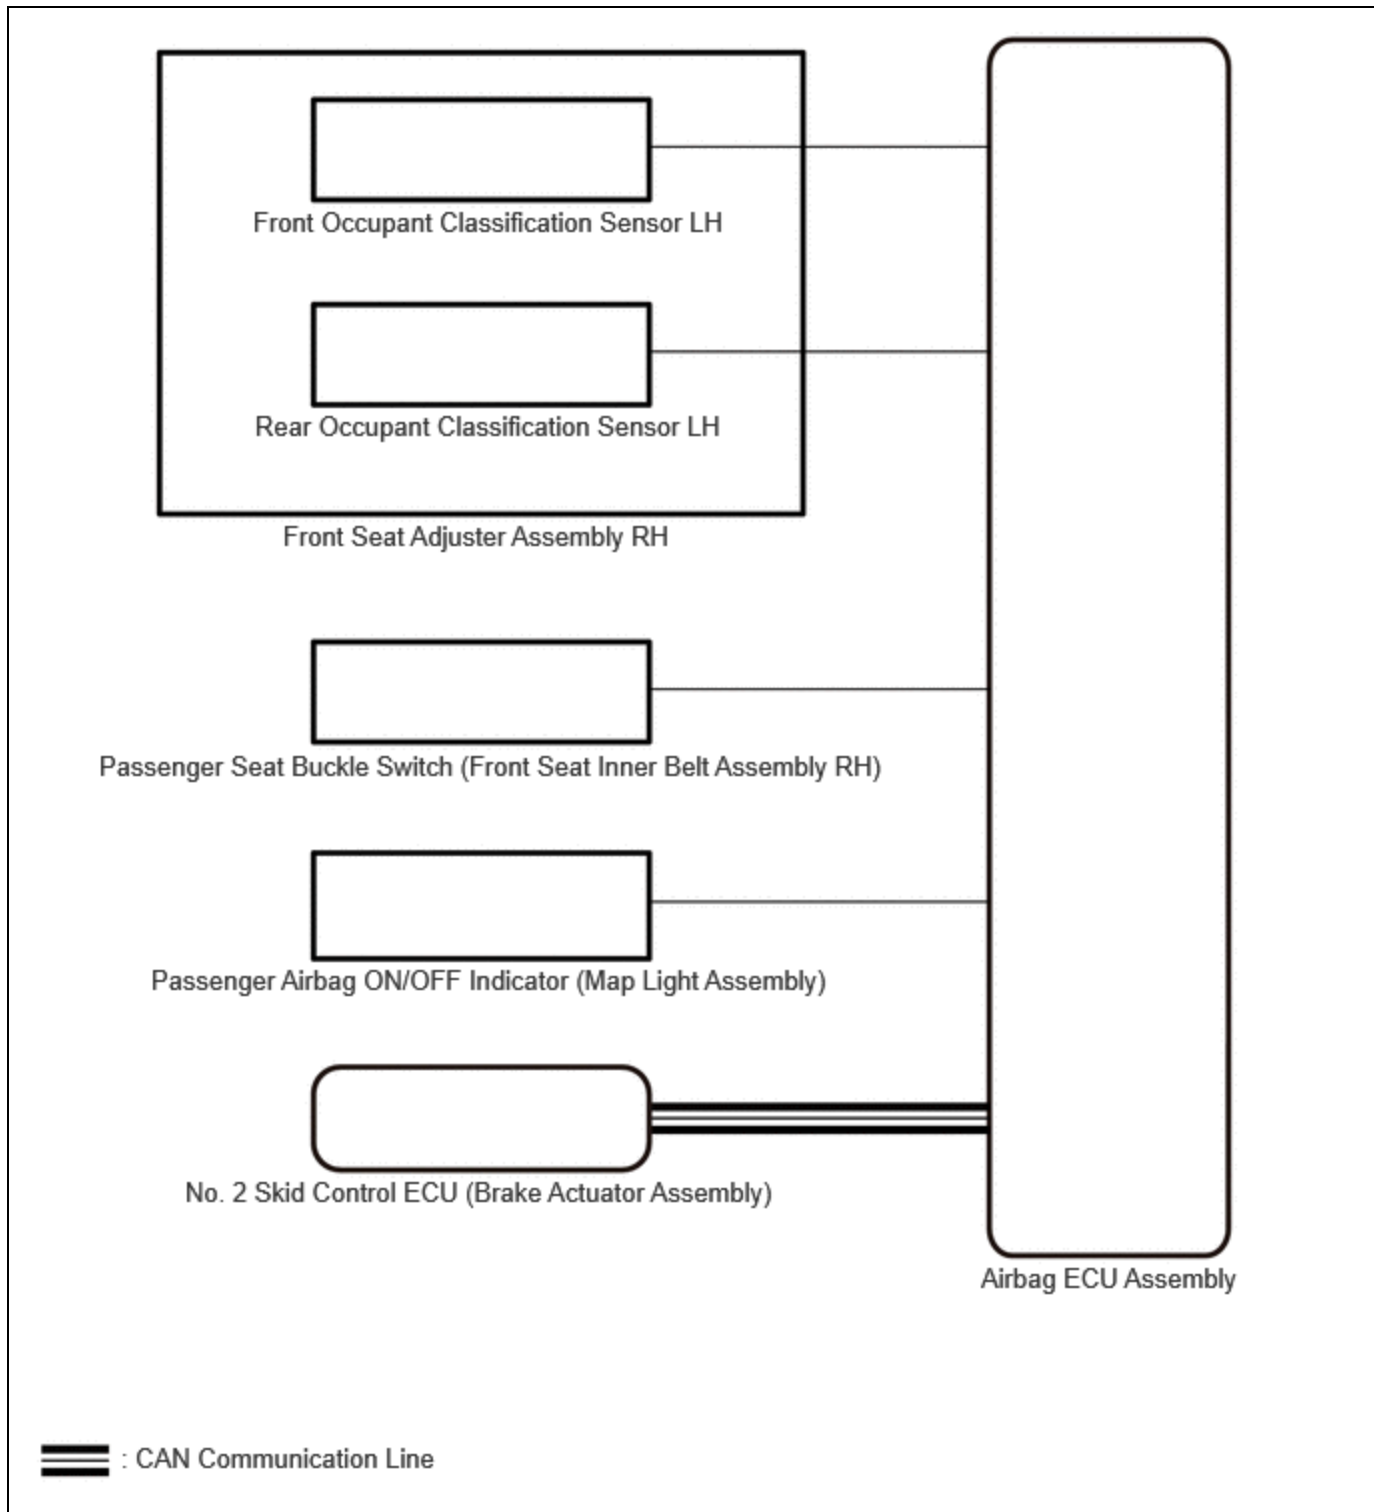 Front Occupant Classification Sensor LH
Rear Occupant Classification Sensor LH
Front Seat Adjuster Assembly RH
Passenger Seat Buckle Switch (Front Seat Inner Belt Assembly RH)
Passenger Airbag ON/OFF Indicator (Map Light Assembly)
No. 2 Skid Control ECU (Brake Actuator Assembly)
Airbag ECU Assembly
: CAN Communication Line